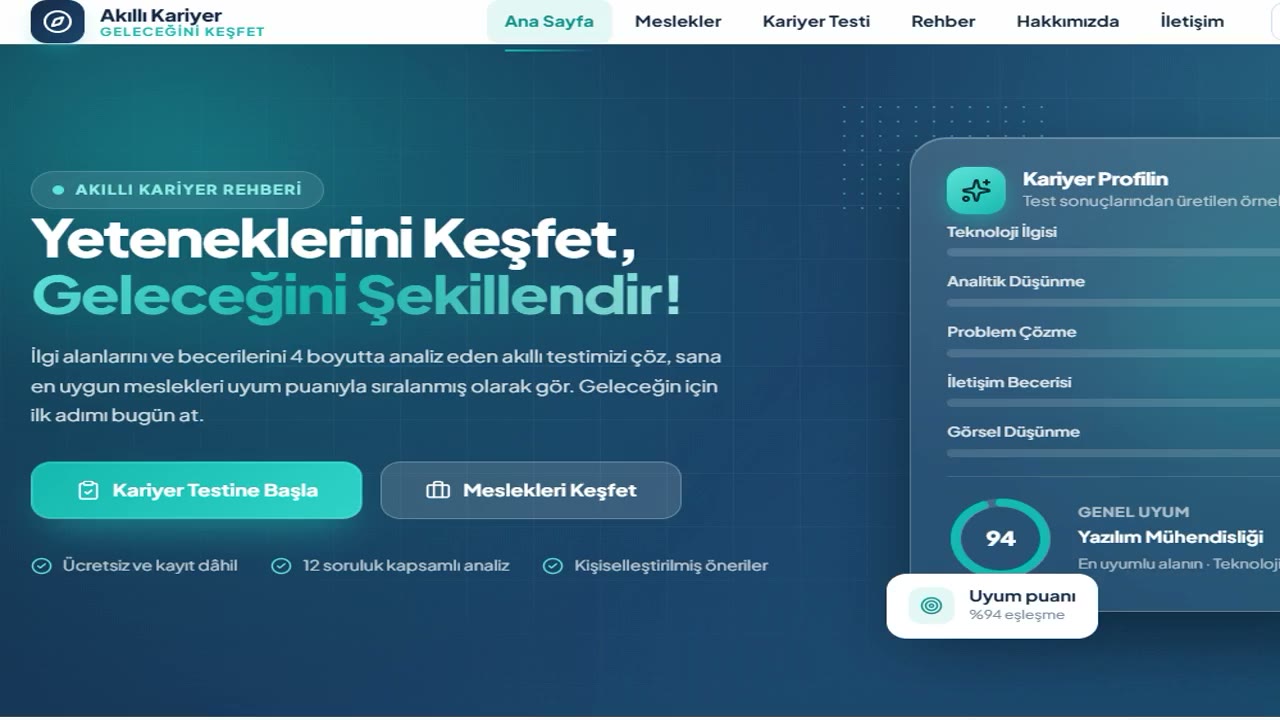 Akıllı Kariyer
GELECEĞİNİ KEŞFET
Ana Sayfa
Meslekler
Kariyer Testi
Rehber
Hakkımızda
İletişim
AKILLI KARİYER REHBERİ
Yeteneklerini Keşfet,
Geleceğini Şekillendir!
İlgi alanlarını ve becerilerini 4 boyutta analiz eden akıllı testimizi çöz, sana
en uygun meslekleri uyum puanıyla sıralanmış olarak gör. Geleceğin için
ilk adımı bugün at.
Kariyer Testine Başla
Meslekleri Keşfet
Ücretsiz ve kayıt dâhil
12 soruluk kapsamlı analiz
Kişiselleştirilmiş öneriler
Kariyer Profilin
Test sonuçlarından üretilen
Teknoloji İlgisi
Analitik Düşünme
Problem Çözme
İletişim Becerisi
Görsel Düşünme
94
GENEL UYUM
Yazılım Mühendisliği
En uyumlu alanın · Teknoloji
Uyum puanı
%94 eşleşme